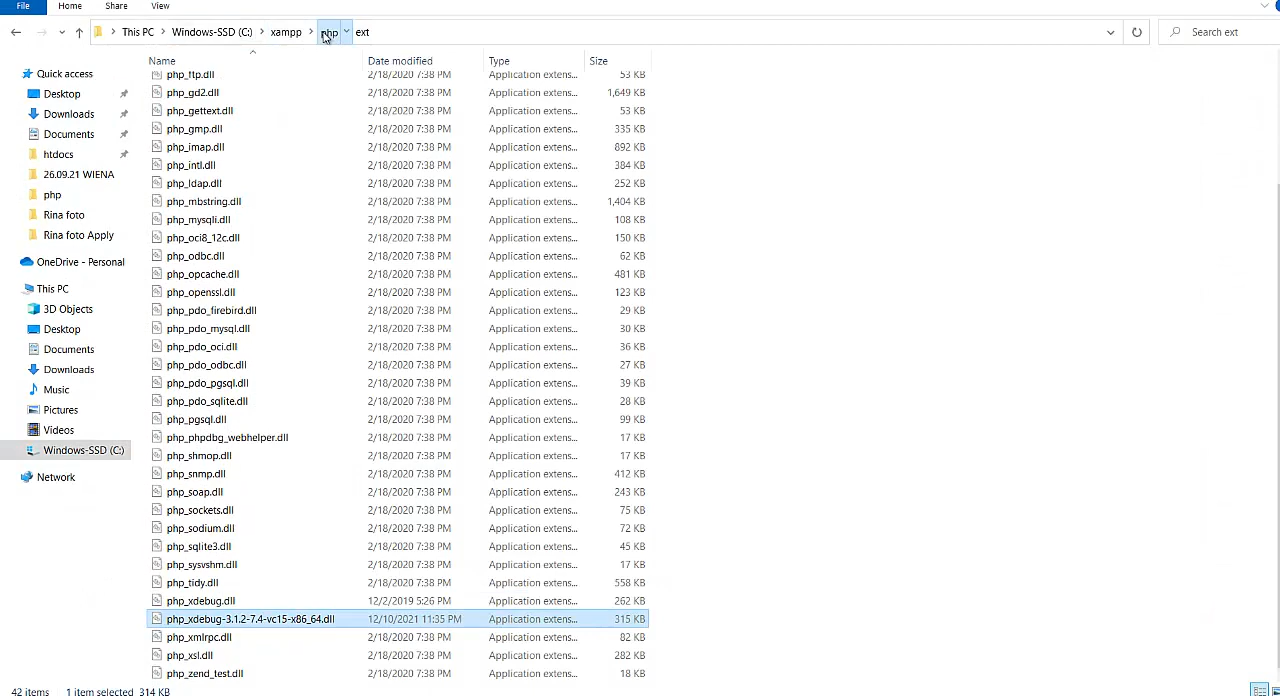 File Home Share View
This PC Windows-SSD (C:) xampp php ext Search ext
Name Date modified Type Size
Quick access
Desktop
Downloads
Documents
htdocs
26.09.21 WIENA
php
Rina foto
Rina foto Apply
OneDrive - Personal
This PC
3D Objects
Desktop
Documents
Downloads
Music
Pictures
Videos
Windows-SSD (C:)
Network
php_ftp.dll 2/18/2020 7:38 PM Application extens... 53 KB
php_gd2.dll 2/18/2020 7:38 PM Application extens... 1,649 KB
php_gettext.dll 2/18/2020 7:38 PM Application extens... 53 KB
php_gmp.dll 2/18/2020 7:38 PM Application extens... 335 KB
php_imap.dll 2/18/2020 7:38 PM Application extens... 892 KB
php_intl.dll 2/18/2020 7:38 PM Application extens... 384 KB
php_ldap.dll 2/18/2020 7:38 PM Application extens... 252 KB
php_mbstring.dll 2/18/2020 7:38 PM Application extens... 1,404 KB
php_mysqli.dll 2/18/2020 7:38 PM Application extens... 108 KB
php_oci8_12c.dll 2/18/2020 7:38 PM Application extens... 150 KB
php_odbc.dll 2/18/2020 7:38 PM Application extens... 62 KB
php_opcache.dll 2/18/2020 7:38 PM Application extens... 481 KB
php_openssl.dll 2/18/2020 7:38 PM Application extens... 123 KB
php_pdo_firebird.dll 2/18/2020 7:38 PM Application extens... 29 KB
php_pdo_mysql.dll 2/18/2020 7:38 PM Application extens... 30 KB
php_pdo_oci.dll 2/18/2020 7:38 PM Application extens... 36 KB
php_pdo_odbc.dll 2/18/2020 7:38 PM Application extens... 27 KB
php_pdo_pgsql.dll 2/18/2020 7:38 PM Application extens... 39 KB
php_pdo_sqlite.dll 2/18/2020 7:38 PM Application extens... 28 KB
php_pgsql.dll 2/18/2020 7:38 PM Application extens... 99 KB
php_phpdbg_webhelper.dll 2/18/2020 7:38 PM Application extens... 17 KB
php_shmop.dll 2/18/2020 7:38 PM Application extens... 17 KB
php_snmp.dll 2/18/2020 7:38 PM Application extens... 412 KB
php_soap.dll 2/18/2020 7:38 PM Application extens... 243 KB
php_sockets.dll 2/18/2020 7:38 PM Application extens... 75 KB
php_sodium.dll 2/18/2020 7:38 PM Application extens... 72 KB
php_sqlite3.dll 2/18/2020 7:38 PM Application extens... 45 KB
php_sysvshm.dll 2/18/2020 7:38 PM Application extens... 17 KB
php_tidy.dll 2/18/2020 7:38 PM Application extens... 558 KB
php_xdebug.dll 12/2/2019 5:26 PM Application extens... 262 KB
php_xdebug-3.1.2-7.4-vc15-x86_64.dll 12/10/2021 11:35 PM Application extens... 315 KB
php_xmlrpc.dll 2/18/2020 7:38 PM Application extens... 82 KB
php_xsl.dll 2/18/2020 7:38 PM Application extens... 282 KB
php_zend_test.dll 2/18/2020 7:38 PM Application extens... 18 KB
42 items 1 item selected 314 KB